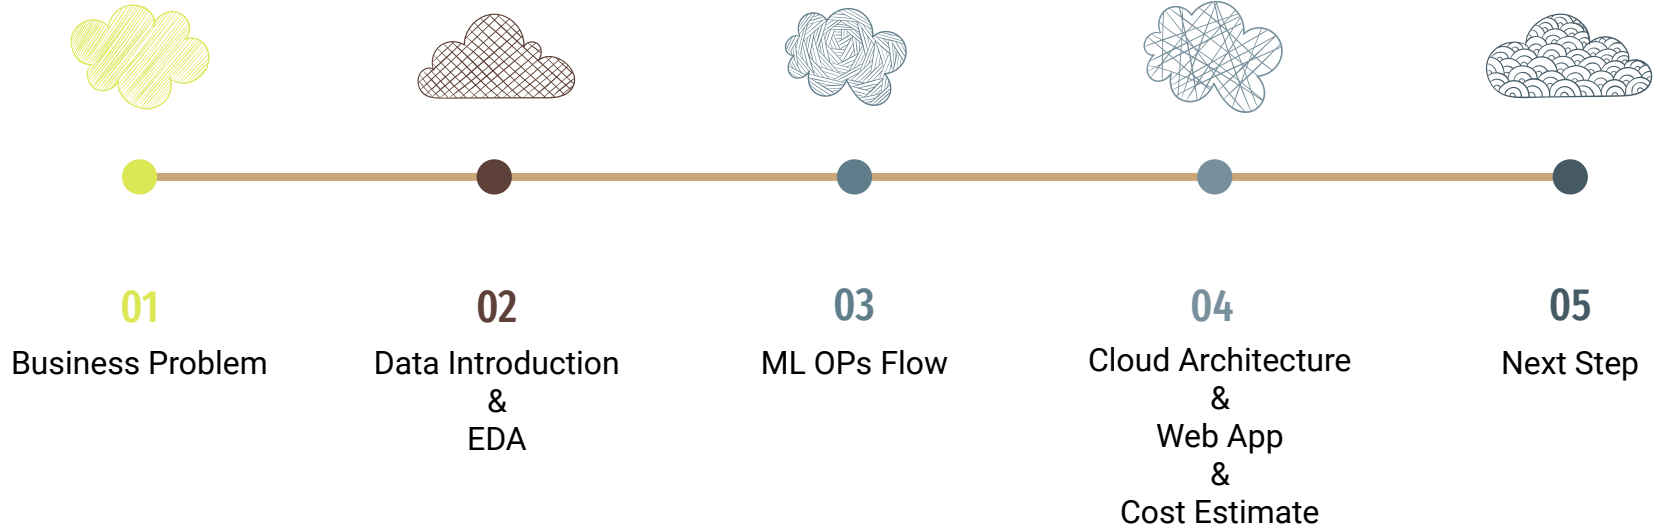 01
Business Problem
02
Data Introduction
&
EDA
03
ML OPs Flow
04
Cloud Architecture
&
Web App
&
Cost Estimate
05
Next Step